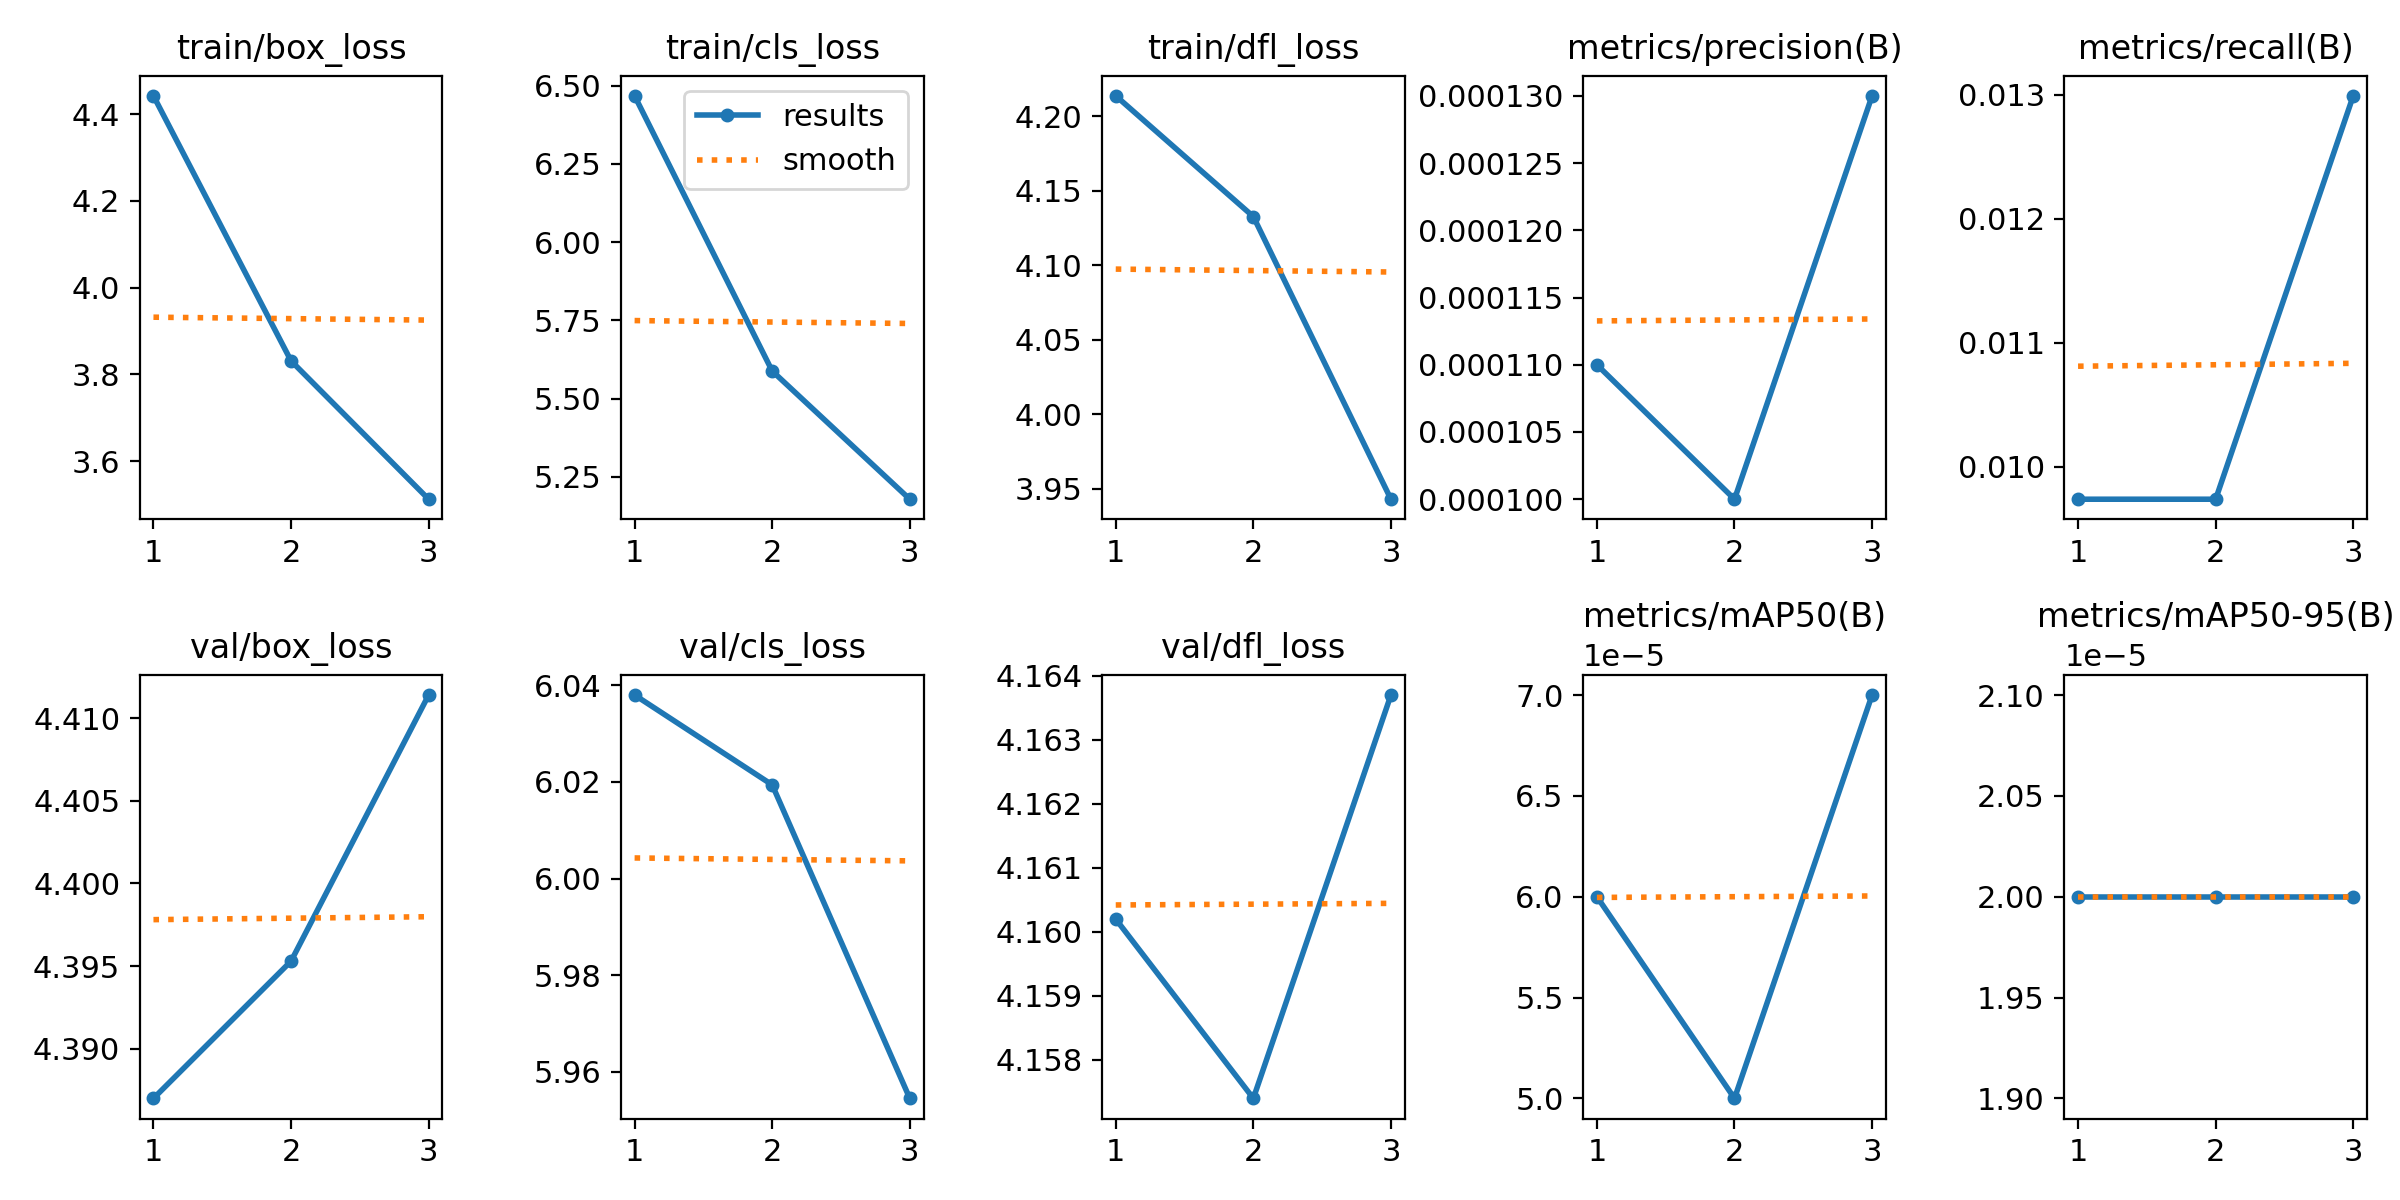 train/box_loss
4.4
4.2
4.0
3.8
3.6
1 2 3
train/cls_loss
6.50
6.25
6.00
5.75
5.50
5.25
results
smooth
1 2 3
train/dfl_loss
4.20
4.15
4.10
4.05
4.00
3.95
1 2 3
metrics/precision(B)
0.000130
0.000125
0.000120
0.000115
0.000110
0.000105
0.000100
1 2 3
metrics/recall(B)
0.013
0.012
0.011
0.010
1 2 3
val/box_loss
4.410
4.405
4.400
4.395
4.390
1 2 3
val/cls_loss
6.04
6.02
6.00
5.98
5.96
1 2 3
val/dfl_loss
4.164
4.163
4.162
4.161
4.160
4.159
4.158
1 2 3
metrics/mAP50(B)
1e−5
7.0
6.5
6.0
5.5
5.0
1 2 3
metrics/mAP50-95(B)
1e−5
2.10
2.05
2.00
1.95
1.90
1 2 3